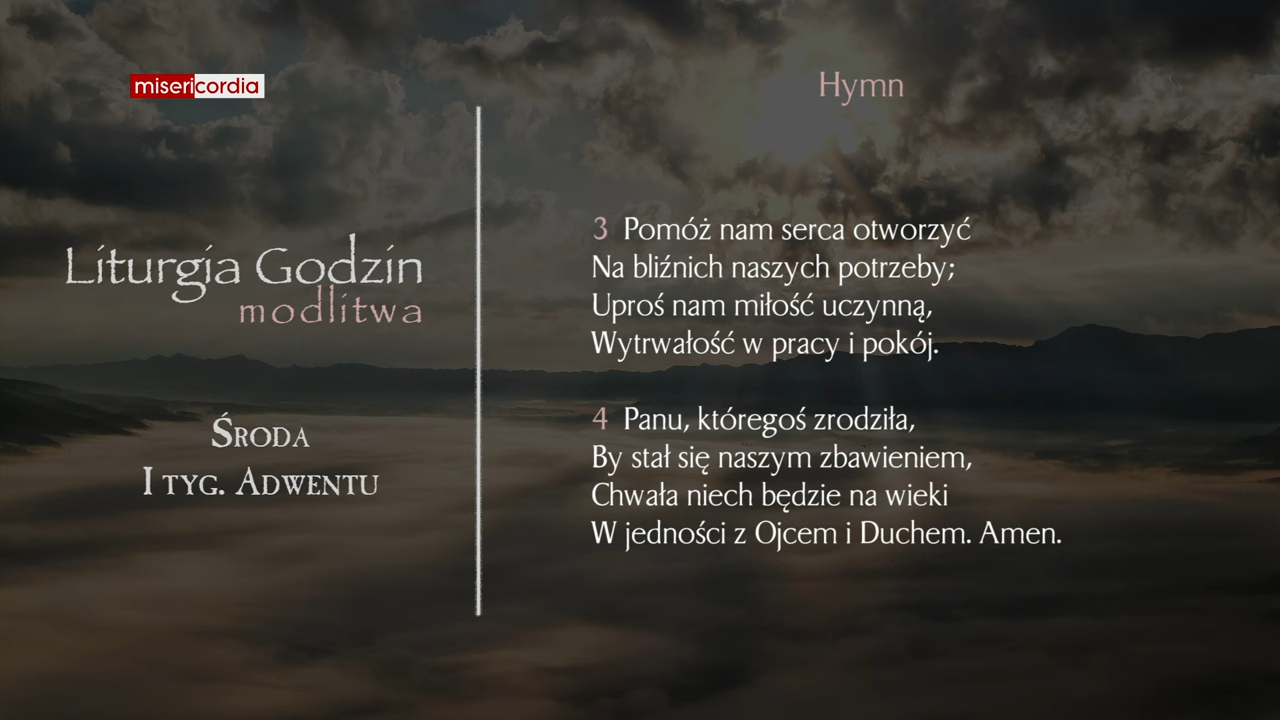 misericordia
Liturgia Godzin
modlitwa
Środa
I tyg. Adwentu
Hymn
3 Pomóż nam serca otworzyć
Na bliźnich naszych potrzeby;
Uproś nam miłość uczynną,
Wytrwałość w pracy i pokój.
4 Panu, któregoś zrodziła,
By stał się naszym zbawieniem,
Chwała niech będzie na wieki
W jedności z Ojcem i Duchem. Amen.